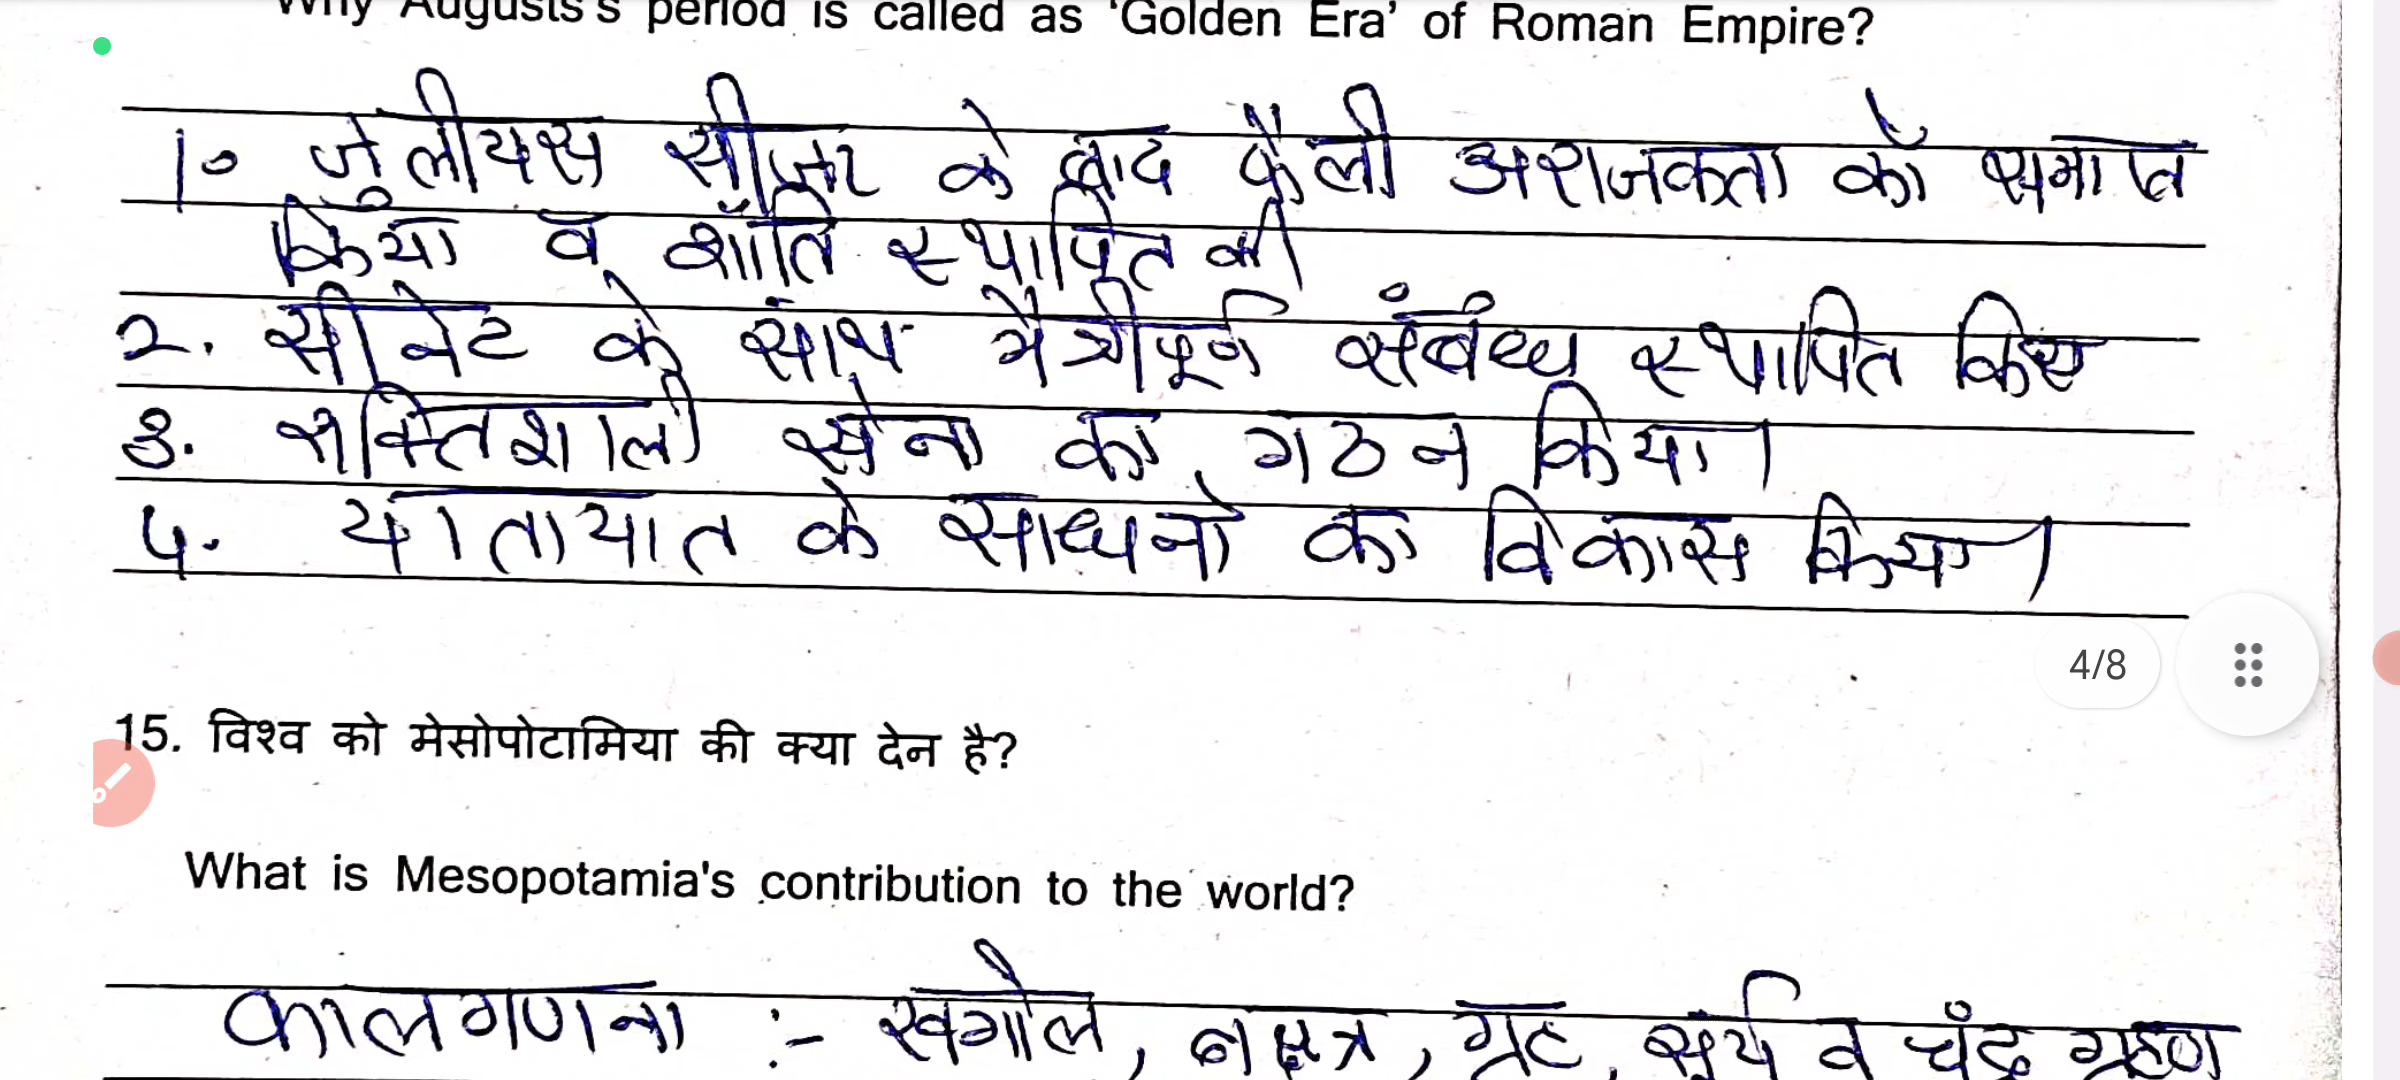 Why Augusts's period is called as 'Golden Era' of Roman Empire?
1. जुलीयस सीजर के बाद फैली अराजकता को समाप्त
किया व शांति स्थापित की
2. सीनेट के साथ मैत्रीपूर्ण संबंध स्थापित किए
3. शक्तिशाली सेना का गठन किया।
4. यातायात के साधनो का विकास किया।
4/8
15. विश्व को मेसोपोटामिया की क्या देन है?
What is Mesopotamia's contribution to the world?
कालगणना :- खगोल, नक्षत्र, ग्रह, सूर्य व चंद्र ग्रहण